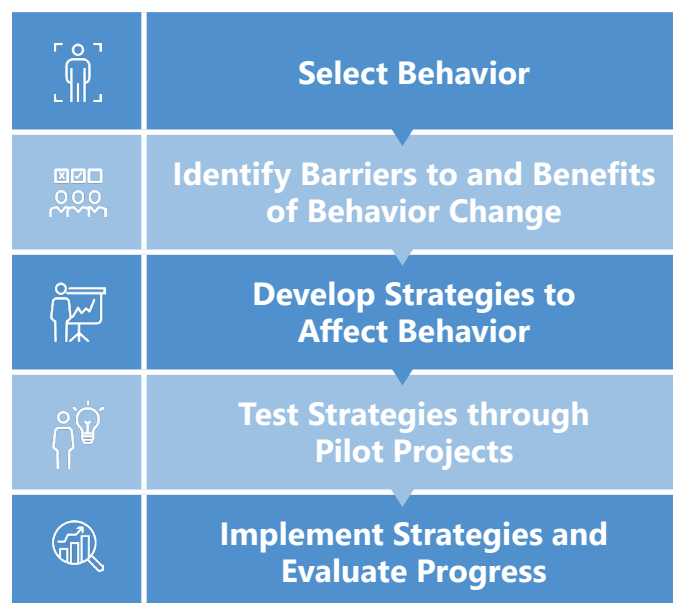 Select Behavior
Identify Barriers to and Benefits
of Behavior Change
Develop Strategies to
Affect Behavior
Test Strategies through
Pilot Projects
Implement Strategies and
Evaluate Progress